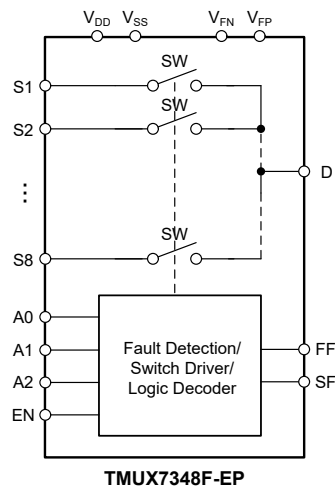 VDD VSS VFN VFP
S1
SW
S2
SW
D
⋮
SW
S8
A0
A1
A2
EN
Fault Detection/
Switch Driver/
Logic Decoder
FF
SF
TMUX7348F-EP